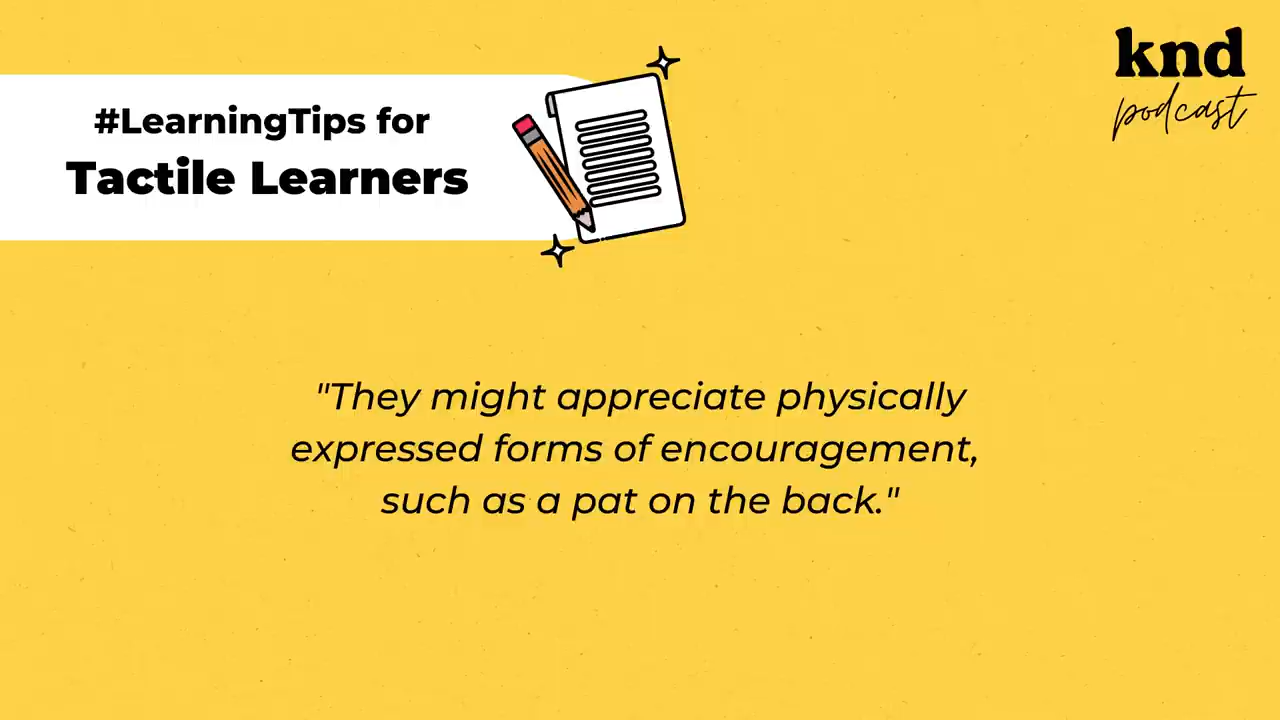 #LearningTips for
Tactile Learners
knd
podcast
"They might appreciate physically
expressed forms of encouragement,
such as a pat on the back."